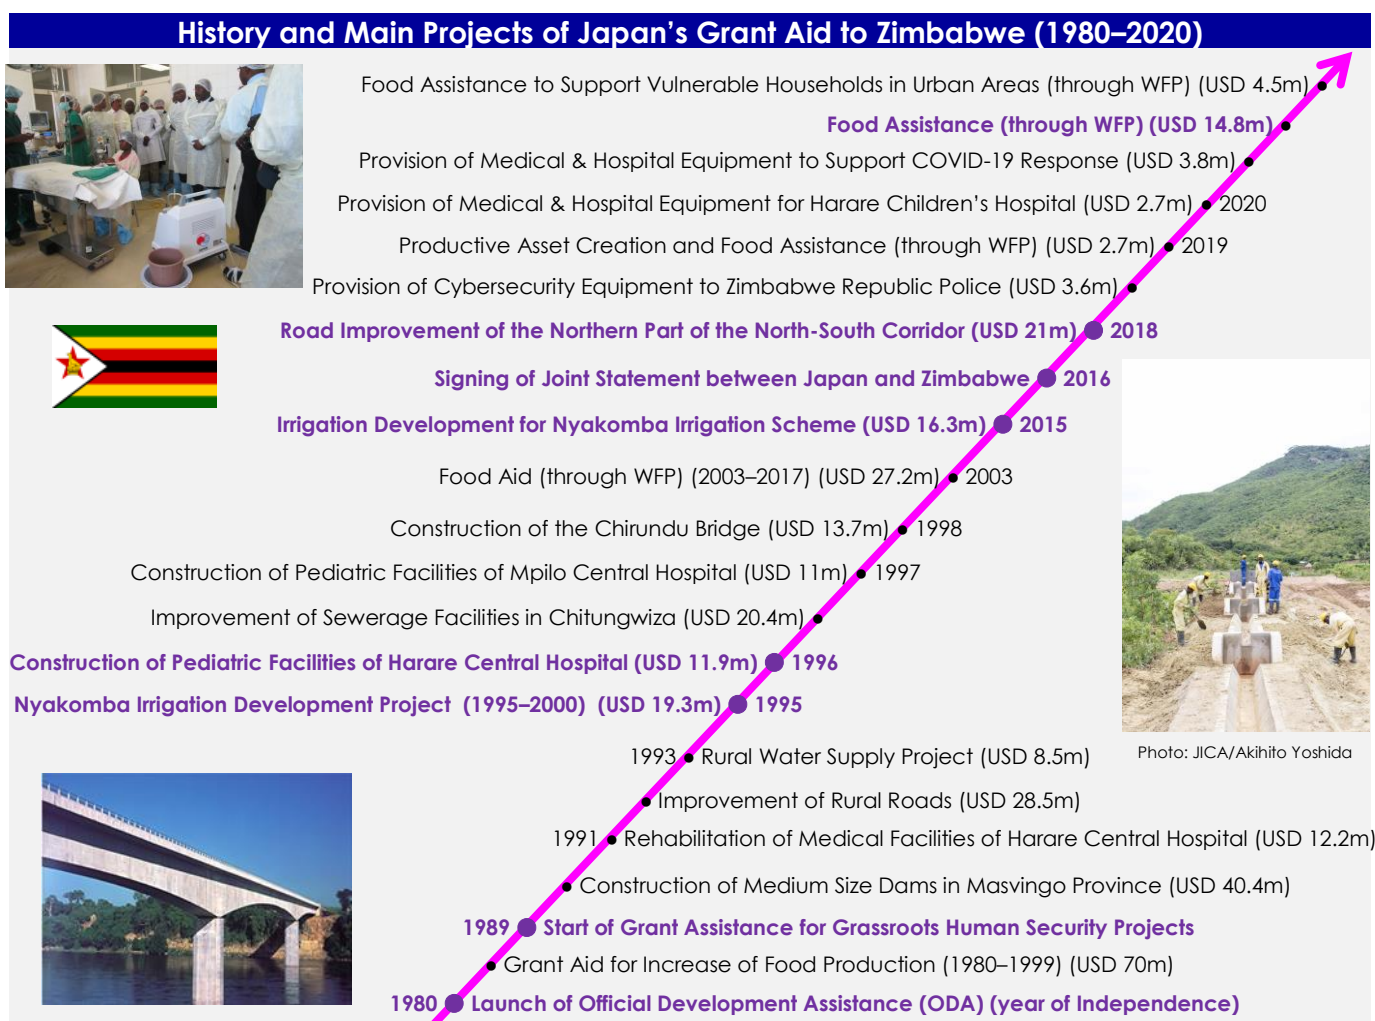 History and Main Projects of Japan’s Grant Aid to Zimbabwe (1980–2020)
Food Assistance to Support Vulnerable Households in Urban Areas (through WFP) (USD 4.5m)
Food Assistance (through WFP) (USD 14.8m)
Provision of Medical & Hospital Equipment to Support COVID-19 Response (USD 3.8m)
Provision of Medical & Hospital Equipment for Harare Children’s Hospital (USD 2.7m) 2020
Productive Asset Creation and Food Assistance (through WFP) (USD 2.7m) 2019
Provision of Cybersecurity Equipment to Zimbabwe Republic Police (USD 3.6m)
Road Improvement of the Northern Part of the North-South Corridor (USD 21m) 2018
Signing of Joint Statement between Japan and Zimbabwe 2016
Irrigation Development for Nyakomba Irrigation Scheme (USD 16.3m) 2015
Food Aid (through WFP) (2003–2017) (USD 27.2m) 2003
Construction of the Chirundu Bridge (USD 13.7m) 1998
Construction of Pediatric Facilities of Mpilo Central Hospital (USD 11m) 1997
Improvement of Sewerage Facilities in Chitungwiza (USD 20.4m)
Construction of Pediatric Facilities of Harare Central Hospital (USD 11.9m) 1996
Nyakomba Irrigation Development Project (1995–2000) (USD 19.3m) 1995
1993 Rural Water Supply Project (USD 8.5m)
Photo: JICA/Akihito Yoshida
Improvement of Rural Roads (USD 28.5m)
1991 Rehabilitation of Medical Facilities of Harare Central Hospital (USD 12.2m)
Construction of Medium Size Dams in Masvingo Province (USD 40.4m)
1989 Start of Grant Assistance for Grassroots Human Security Projects
Grant Aid for Increase of Food Production (1980–1999) (USD 70m)
1980 Launch of Official Development Assistance (ODA) (year of Independence)